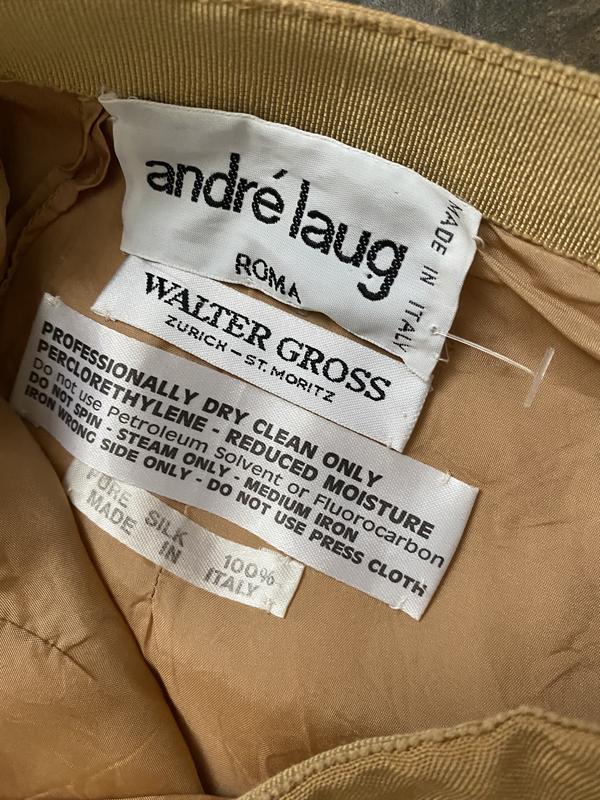 andré laug
ROMA
MADE IN ITALY
WALTER GROSS
ZURICH – ST. MORITZ
PROFESSIONALLY DRY CLEAN ONLY
PERCLORETHYLENE - REDUCED MOISTURE
Do not use Petroleum Solvent or Fluorocarbon
DO NOT SPIN - STEAM ONLY - MEDIUM IRON
IRON WRONG SIDE ONLY - DO NOT USE PRESS CLOTH
PURE SILK 100%
MADE IN ITALY